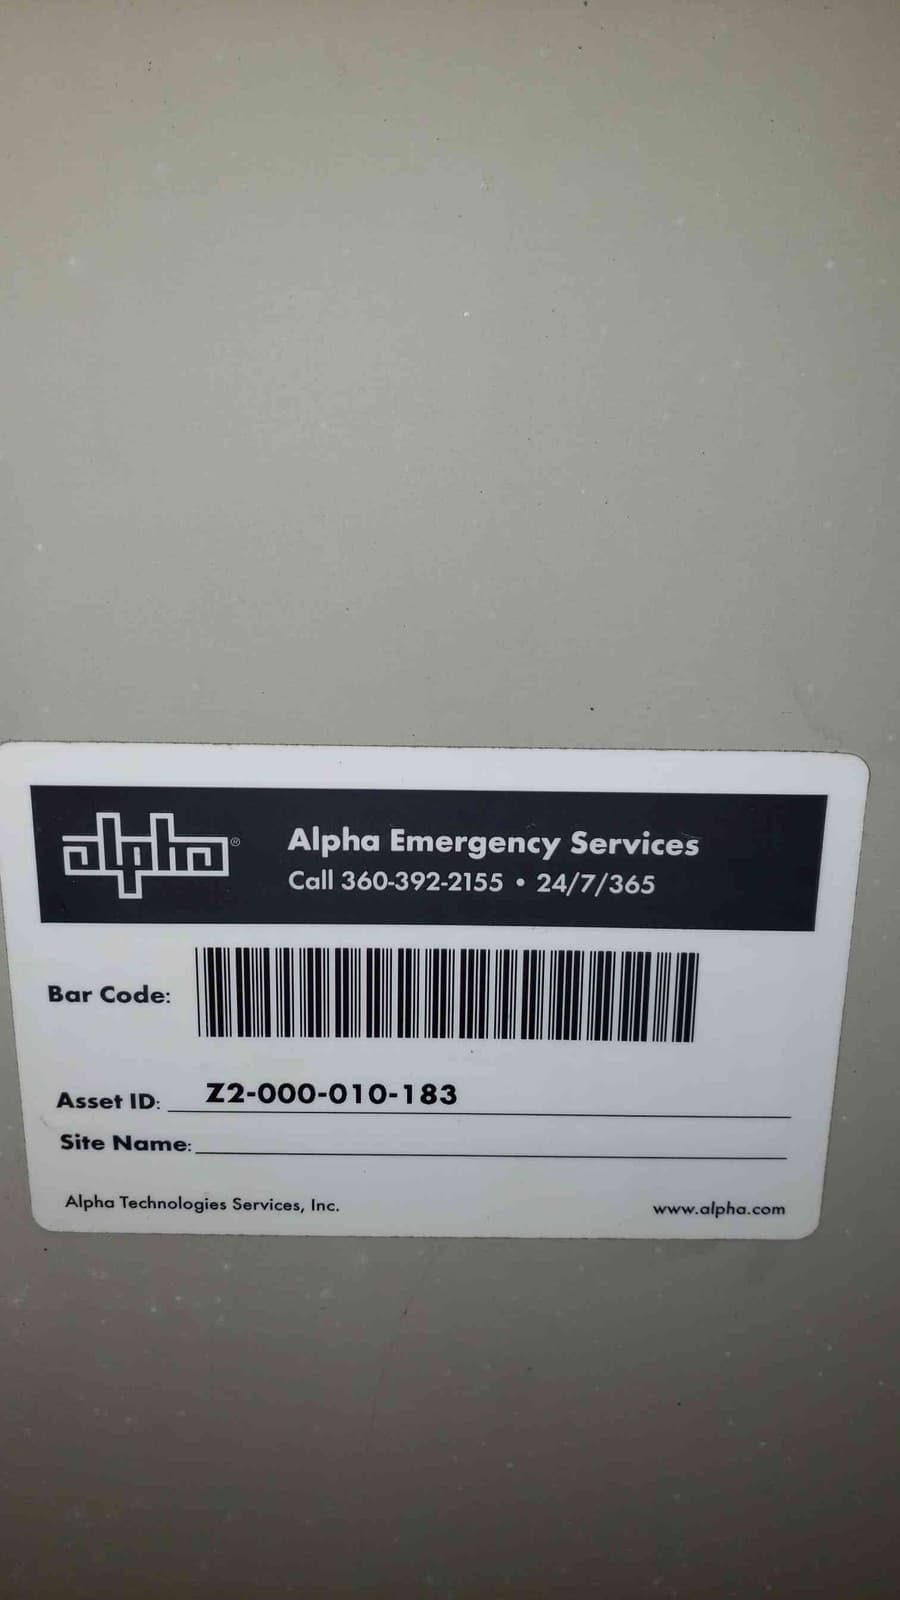 alpha®
Alpha Emergency Services
Call 360-392-2155 • 24/7/365
Bar Code:
Asset ID: Z2-000-010-183
Site Name:
Alpha Technologies Services, Inc.
www.alpha.com